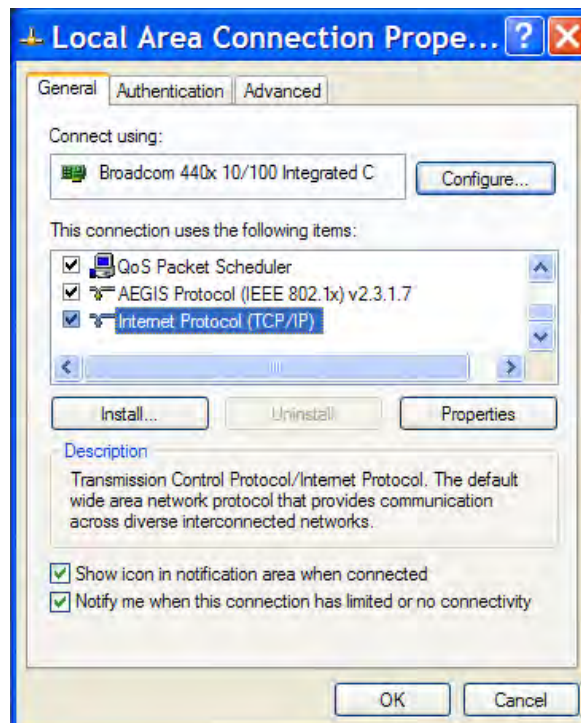 Local Area Connection Prope...
General Authentication Advanced
Connect using:
Broadcom 440x 10/100 Integrated C Configure...
This connection uses the following items:
QoS Packet Scheduler
AEGIS Protocol (IEEE 802.1x) v2.3.1.7
Internet Protocol (TCP/IP)
Install... Uninstall Properties
Description
Transmission Control Protocol/Internet Protocol. The default
wide area network protocol that provides communication
across diverse interconnected networks.
Show icon in notification area when connected
Notify me when this connection has limited or no connectivity
OK Cancel